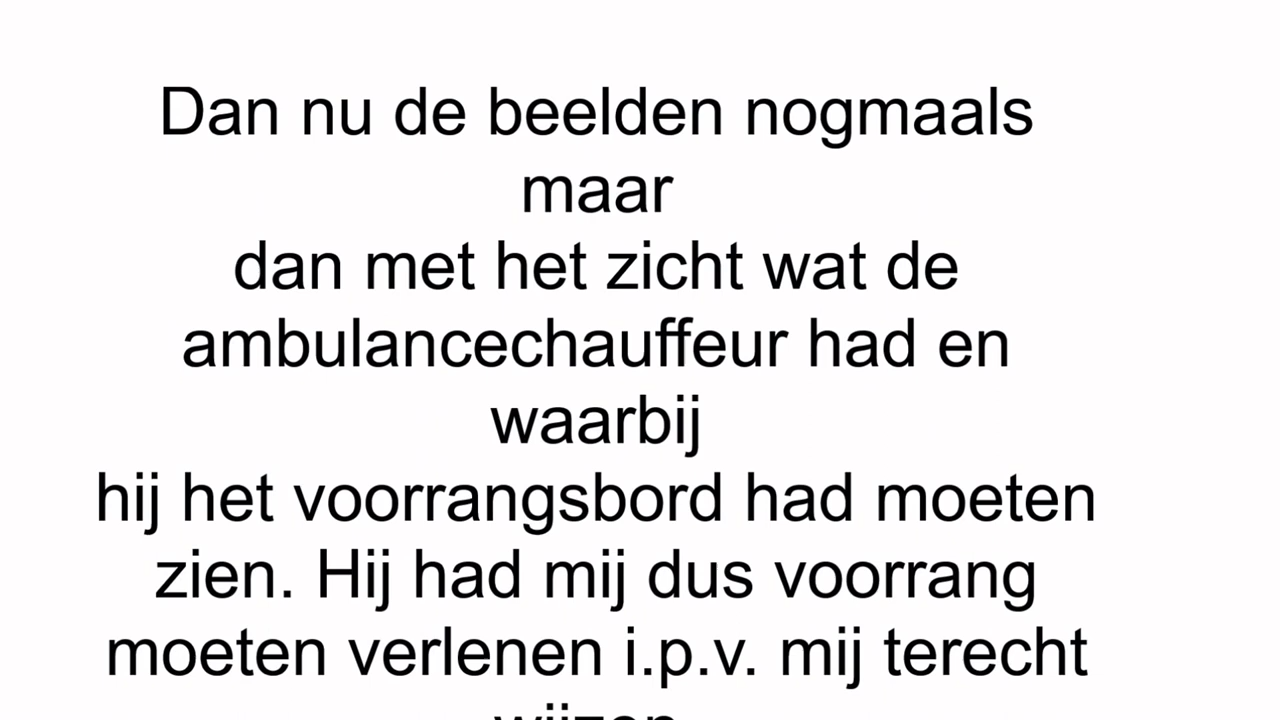 Dan nu de beelden nogmaals
maar
dan met het zicht wat de
ambulancechauffeur had en
waarbij
hij het voorrangsbord had moeten
zien. Hij had mij dus voorrang
moeten verlenen i.p.v. mij terecht